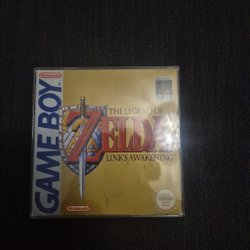 Nintendo
GAME BOY
THE LEGEND OF
ZELDA
LINK'S AWAKENING
Nintendo